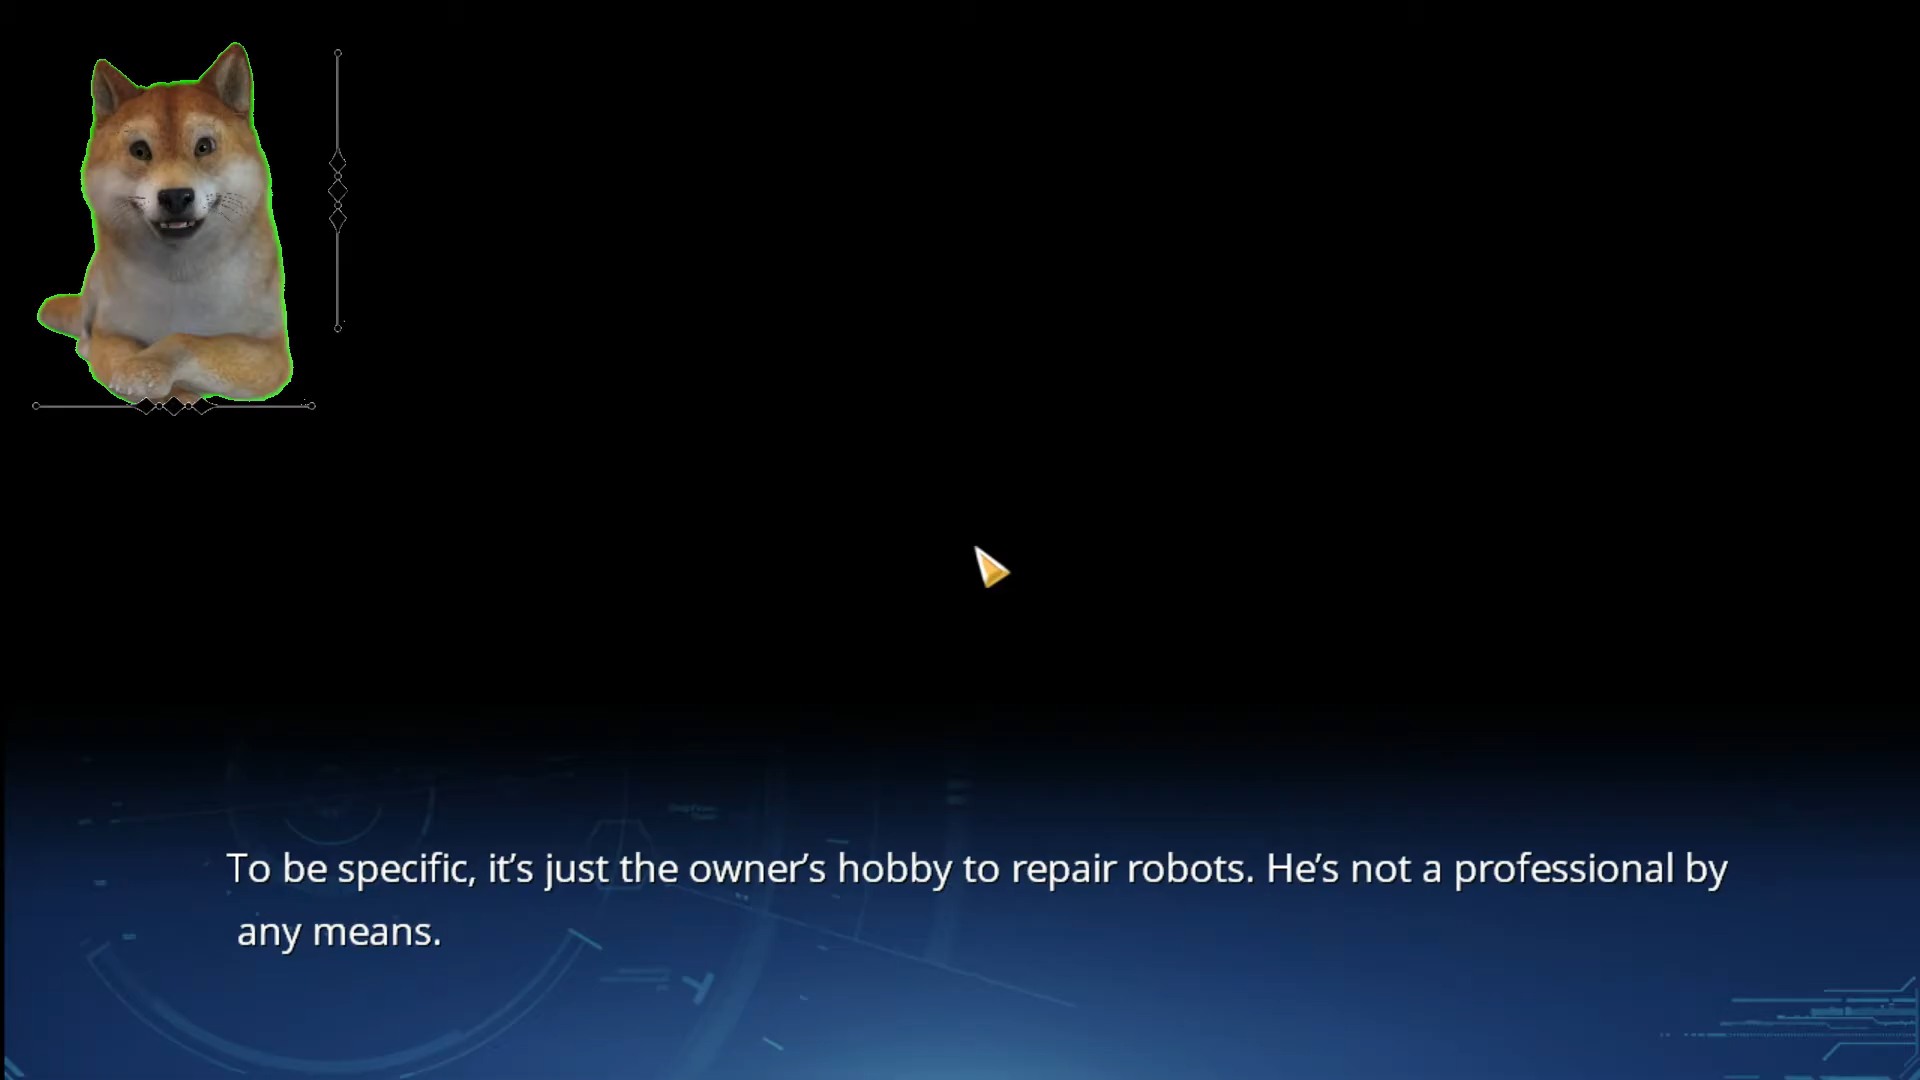 To be specific, it’s just the owner’s hobby to repair robots. He’s not a professional by
any means.